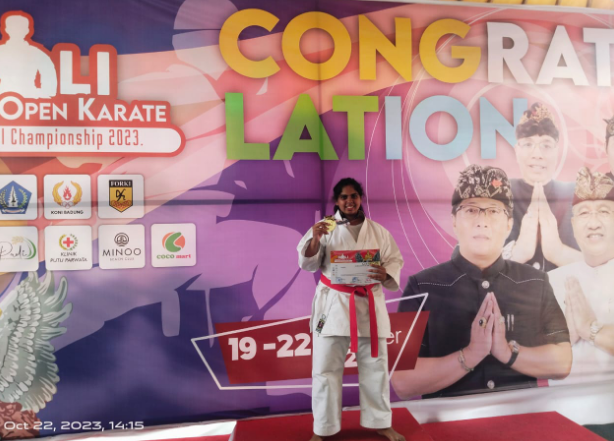 LI
OPEN KARATE
l Championship 2023.
CONGRAT
LATION
KONI BADUNG
FORKI
KLINIK
PUTU PARWATA
MINOO
COCO mart
19 - 22
er
Oct 22, 2023, 14:15